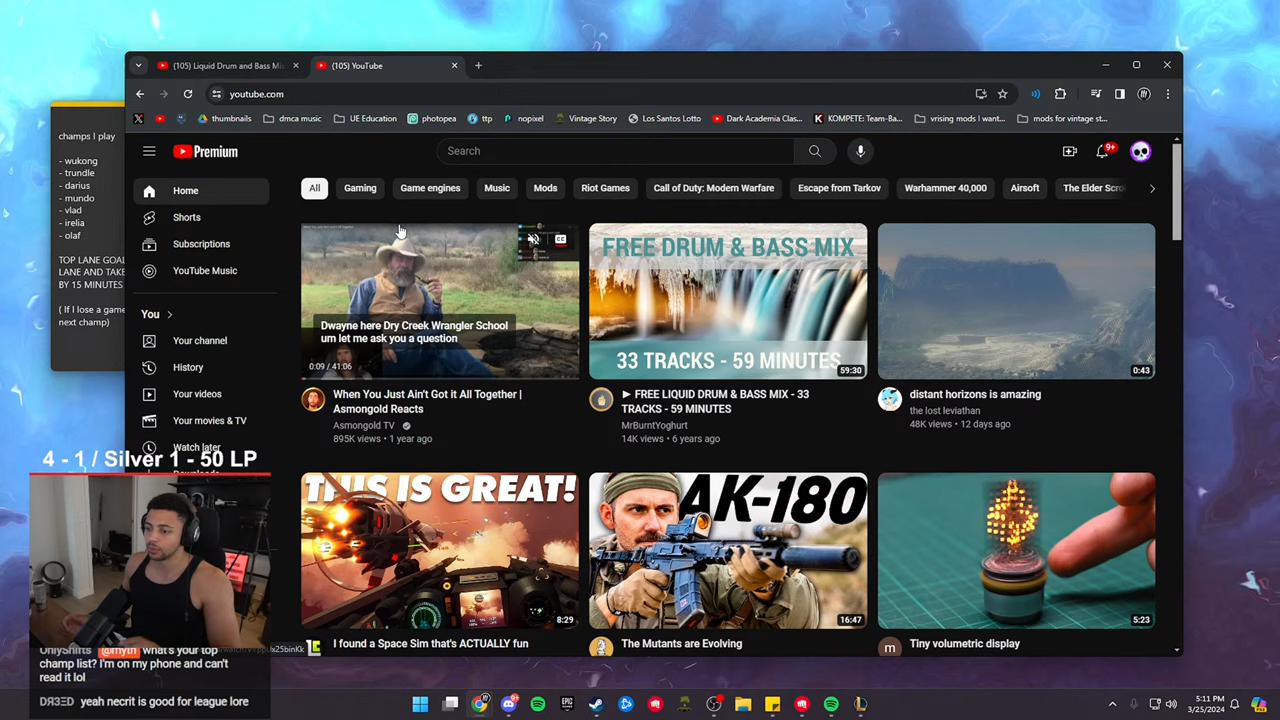 (105) Liquid Drum and Bass Mi
(105) YouTube
youtube.com
thumbnails
dmca music
UE Education
photopea
ttp
nopixel
Vintage Story
Los Santos Lotto
Dark Academia Clas...
KOMPETE: Team-Ba...
vrising mods I want...
mods for vintage st...
champs I play
- wukong
- trundle
- darius
- mundo
- vlad
- irelia
- olaf
TOP LANE GOAL
LANE AND TAKE
BY 15 MINUTES
( If I lose a game
next champ)
Premium
Search
9+
Home
Shorts
Subscriptions
YouTube Music
You
Your channel
History
Your videos
Your movies & TV
Watch later
All
Gaming
Game engines
Music
Mods
Riot Games
Call of Duty: Modern Warfare
Escape from Tarkov
Warhammer 40,000
Airsoft
The Elder Scro
Dwayne here Dry Creek Wrangler School
um let me ask you a question
0:09 / 41:06
When You Just Ain't Got it All Together |
Asmongold Reacts
Asmongold TV
895K views • 1 year ago
FREE DRUM & BASS MIX
33 TRACKS - 59 MINUTES
59:30
► FREE LIQUID DRUM & BASS MIX - 33
TRACKS - 59 MINUTES
MrBurntYoghurt
14K views • 6 years ago
0:43
distant horizons is amazing
the lost leviathan
48K views • 12 days ago
THIS IS GREAT!
8:29
I found a Space Sim that's ACTUALLY fun
AK-180
16:47
The Mutants are Evolving
5:23
Tiny volumetric display
4 - 1 / Silver 1 - 50 LP
OnlyShifts @myth what's your top
champ list? I'm on my phone and can't
read it lol
DЯ3ΞD yeah necrit is good for league lore
5:11 PM
3/25/2024